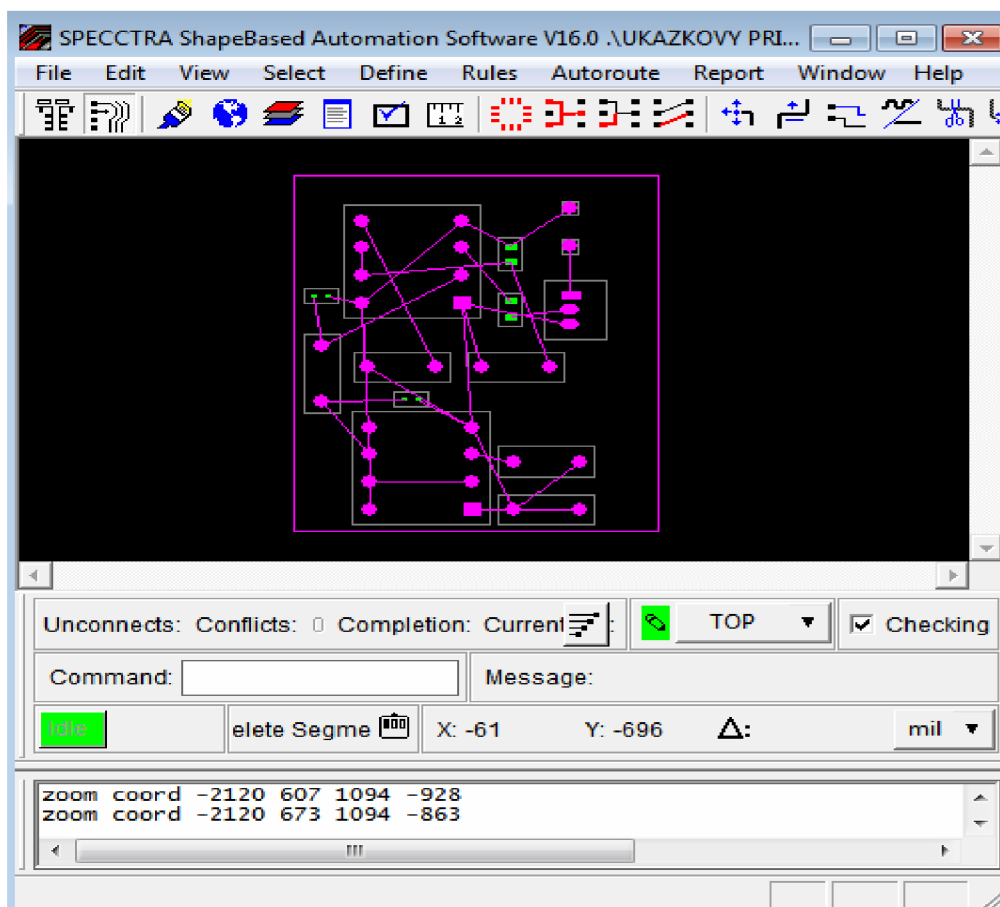 SPECCTRA ShapeBased Automation Software V16.0 .\UKAZKOVY PRI...
File Edit View Select Define Rules Autoroute Report Window Help
Unconnects: Conflicts: 0 Completion: Current :
TOP
Checking
Command:
Message:
Idle
elete Segme
X: -61 Y: -696 Δ:
mil
zoom coord -2120 607 1094 -928
zoom coord -2120 673 1094 -863